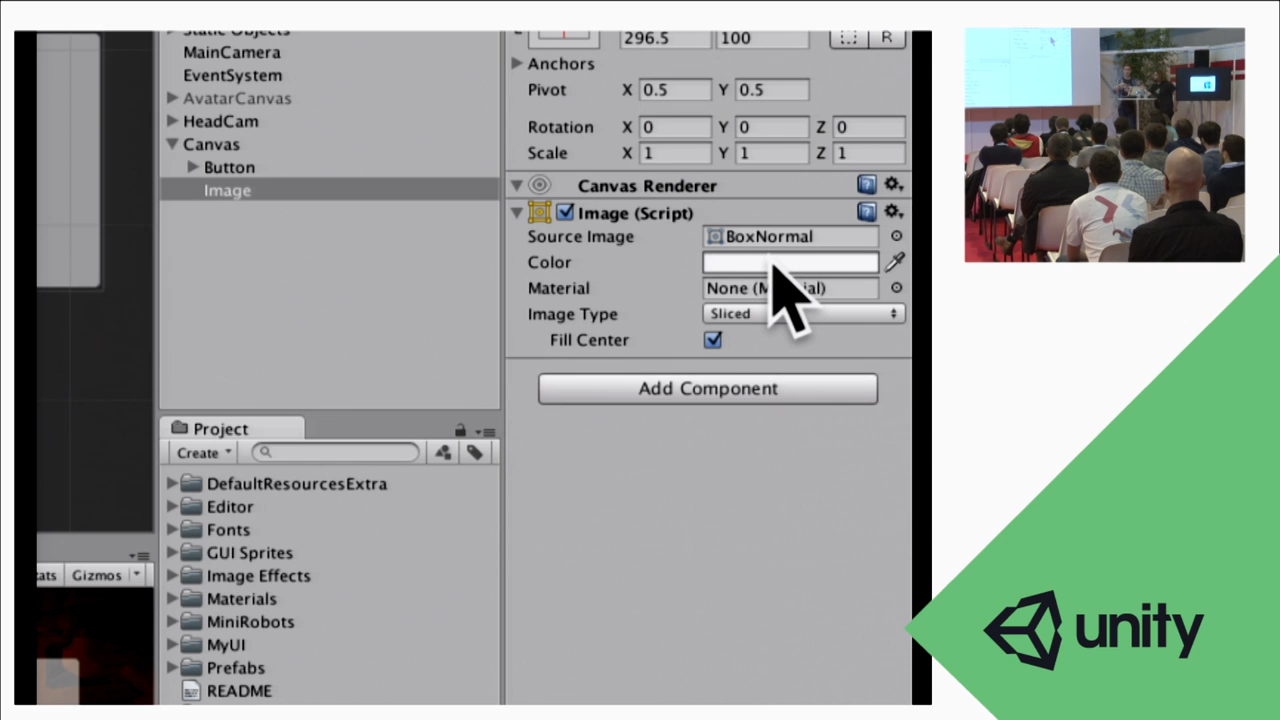 Static Objects
MainCamera
EventSystem
AvatarCanvas
HeadCam
Canvas
Button
Image
Project
Create
DefaultResourcesExtra
Editor
Fonts
GUI Sprites
Image Effects
Materials
MiniRobots
MyUI
Prefabs
README
Gizmos
296.5 100 R
Anchors
Pivot X 0.5 Y 0.5
Rotation X 0 Y 0 Z 0
Scale X 1 Y 1 Z 1
Canvas Renderer
Image (Script)
Source Image BoxNormal
Color
Material None
Image Type Sliced
Fill Center
Add Component
unity